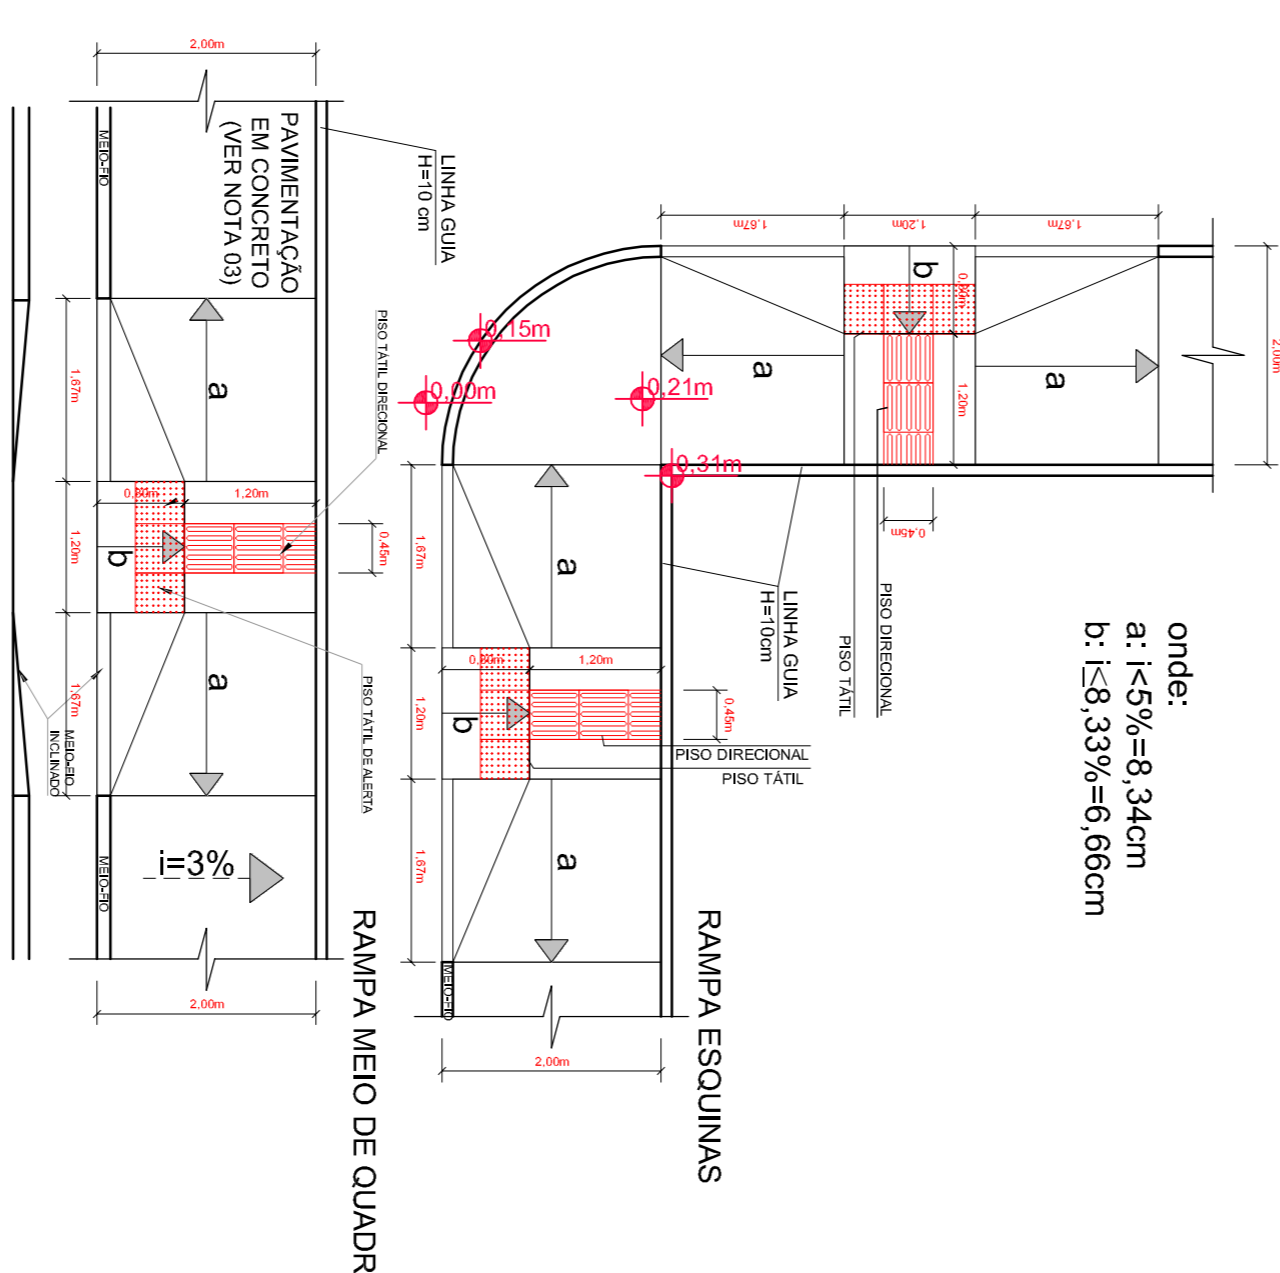 2,00m
MEIO-FIO
PAVIMENTAÇÃO
EM CONCRETO
(VER NOTA 03)
LINHA GUIA
H=10 cm
1,67m
a
PISO TÁTIL DIRECIONAL
0,80m
1,20m
1,20m
b
0,45m
1,67m
a
PISO TÁTIL DE ALERTA
MEIO-FIO
INCLINADO
MEIO-FIO
i=3%
2,00m
RAMPA MEIO DE QUADR
1,67m
1,20m
1,67m
b
0,80m
1,20m
2,00m
a
a
0,45m
PISO DIRECIONAL
PISO TÁTIL
0,15m
0,00m
0,21m
0,31m
LINHA GUIA
H=10cm
1,67m
a
0,80m
1,20m
1,20m
b
0,45m
PISO DIRECIONAL
PISO TÁTIL
1,67m
a
MEIO-FIO
2,00m
RAMPA ESQUINAS
onde:
a: i<5%=8,34cm
b: i≤8,33%=6,66cm